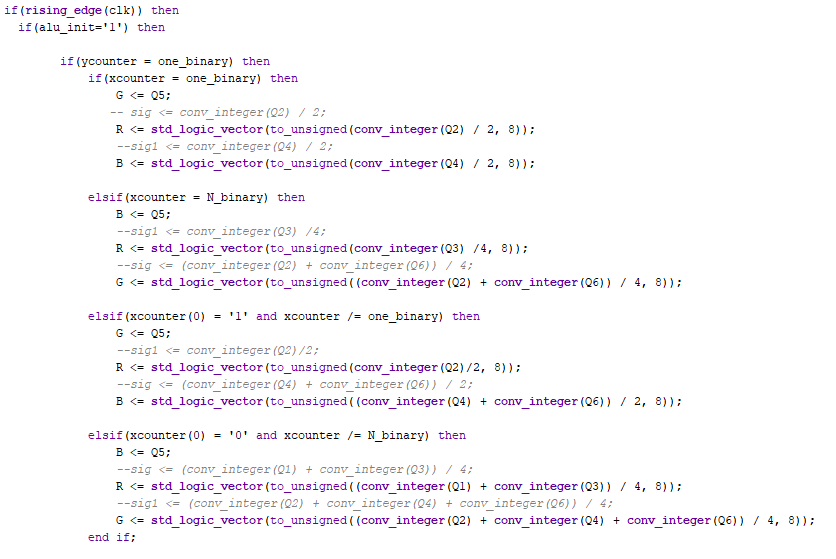 if(rising_edge(clk)) then
  if(alu_init='1') then

        if(ycounter = one_binary) then
            if(xcounter = one_binary) then
                G <= Q5;
               -- sig <= conv_integer(Q2) / 2;
                R <= std_logic_vector(to_unsigned(conv_integer(Q2) / 2, 8));
                --sig1 <= conv_integer(Q4) / 2;
                B <= std_logic_vector(to_unsigned(conv_integer(Q4) / 2, 8));

            elsif(xcounter = N_binary) then
                B <= Q5;
                --sig1 <= conv_integer(Q3) /4;
                R <= std_logic_vector(to_unsigned(conv_integer(Q3) /4, 8));
                --sig <= (conv_integer(Q2) + conv_integer(Q6)) / 4;
                G <= std_logic_vector(to_unsigned((conv_integer(Q2) + conv_integer(Q6)) / 4, 8));

            elsif(xcounter(0) = '1' and xcounter /= one_binary) then
                G <= Q5;
                --sig1 <= conv_integer(Q2)/2;
                R <= std_logic_vector(to_unsigned(conv_integer(Q2)/2, 8));
                --sig <= (conv_integer(Q4) + conv_integer(Q6)) / 2;
                B <= std_logic_vector(to_unsigned((conv_integer(Q4) + conv_integer(Q6)) / 2, 8));

            elsif(xcounter(0) = '0' and xcounter /= N_binary) then
                B <= Q5;
                --sig <= (conv_integer(Q1) + conv_integer(Q3)) / 4;
                R <= std_logic_vector(to_unsigned((conv_integer(Q1) + conv_integer(Q3)) / 4, 8));
                --sig1 <= (conv_integer(Q2) + conv_integer(Q4) + conv_integer(Q6)) / 4;
                G <= std_logic_vector(to_unsigned((conv_integer(Q2) + conv_integer(Q4) + conv_integer(Q6)) / 4, 8));
            end if;